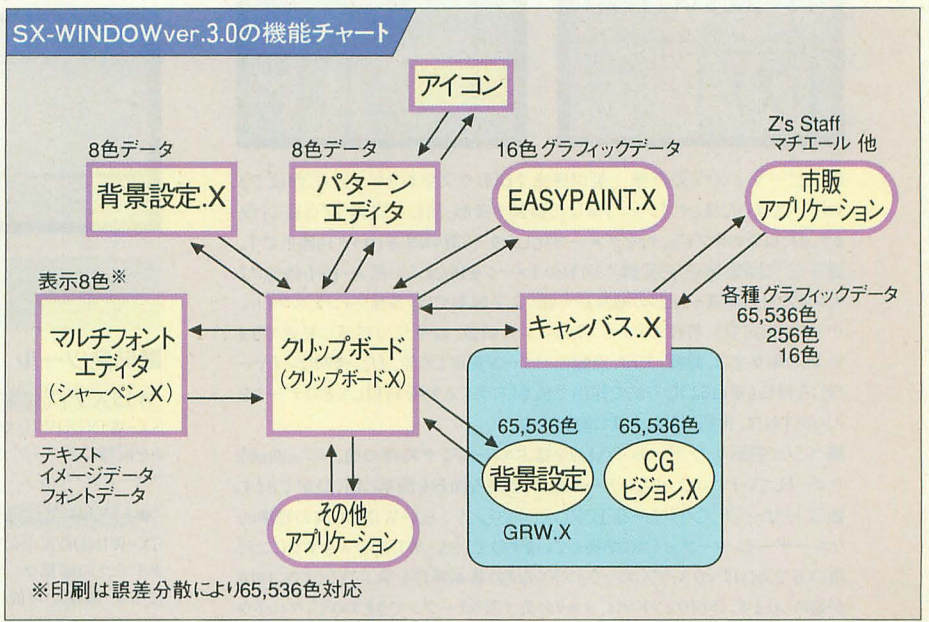 SX-WINDOWver.3.0の機能チャート
アイコン
8色データ
背景設定.X
8色データ
パターン
エディタ
16色グラフィックデータ
EASYPAINT.X
Z's Staff
マチエール 他
市販
アプリケーション
表示8色※
マルチフォント
エディタ
(シャーペン.X)
テキスト
イメージデータ
フォントデータ
クリップボード
(クリップボード.X)
キャンバス.X
各種グラフィックデータ
65,536色
256色
16色
65,536色
背景設定
GRW.X
65,536色
CG
ビジョン.X
その他
アプリケーション
※印刷は誤差分散により65,536色対応